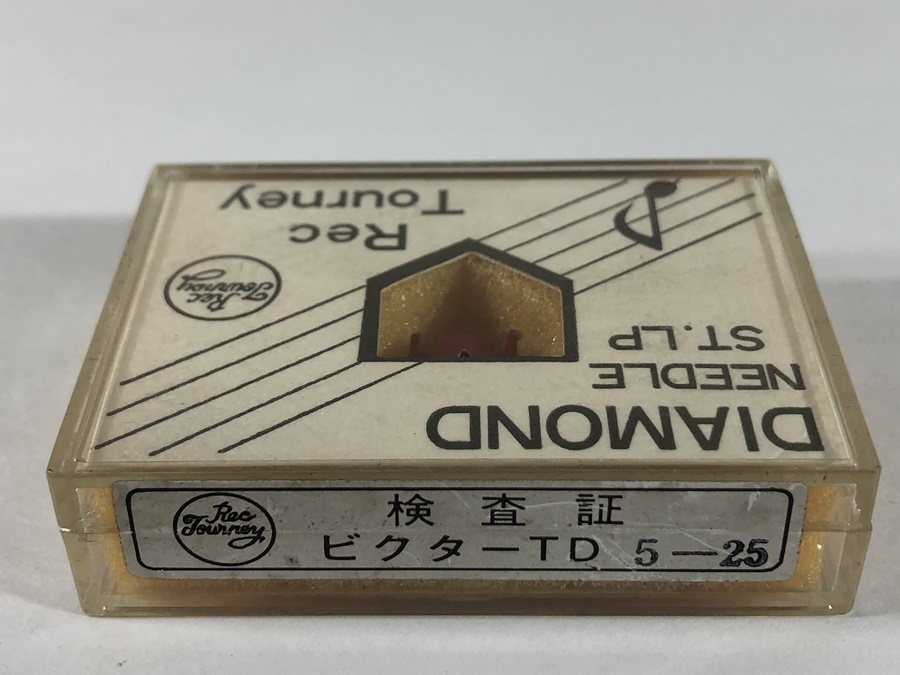 Rec
Tourney
Rec
Tourney
DIAMOND
NEEDLE
ST.LP
Rec
Tourney
検査証
ビクターTD 5-25